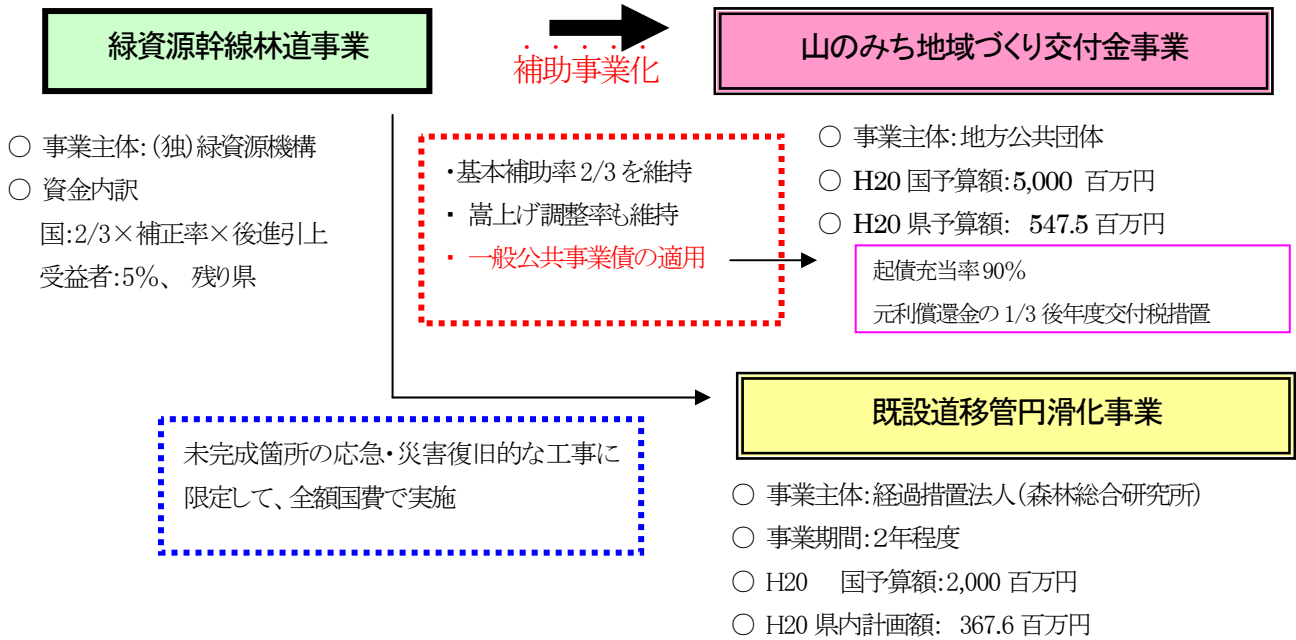 緑資源幹線林道事業
補助事業化
山のみち地域づくり交付金事業
○ 事業主体:(独)緑資源機構
○ 資金内訳
国:2/3×補正率×後進引上
受益者:5%、 残り県
・基本補助率 2/3 を維持
・ 嵩上げ調整率も維持
・ 一般公共事業債の適用
○ 事業主体:地方公共団体
○ H20 国予算額:5,000 百万円
○ H20 県予算額: 547.5 百万円
起債充当率 90%
元利償還金の 1/3 後年度交付税措置
未完成箇所の応急・災害復旧的な工事に
限定して、全額国費で実施
既設道移管円滑化事業
○ 事業主体:経過措置法人(森林総合研究所)
○ 事業期間:2年程度
○ H20 国予算額:2,000 百万円
○ H20 県内計画額: 367.6 百万円